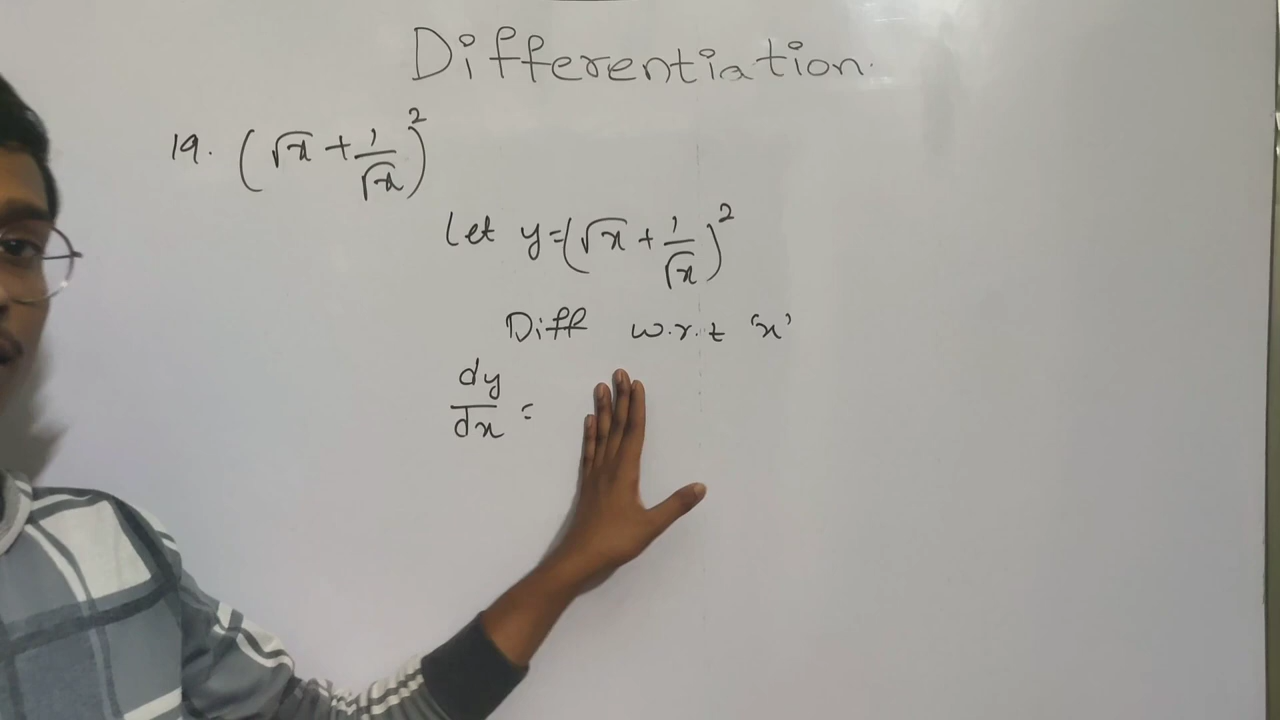 Differentiation.
19. (√x + 1/√x)²
Let y=(√x + 1/√x)²
Diff w.r.t 'x'
dy/dx =